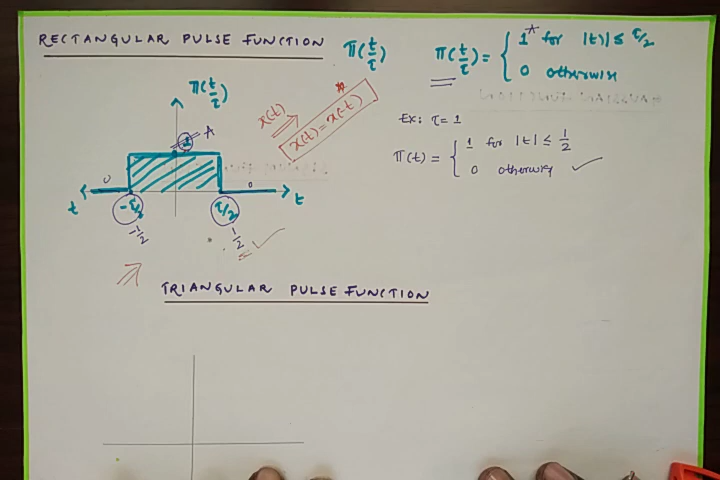 RECTANGULAR PULSE FUNCTION π(t/τ)
π(t/τ) = { 1 A for |t| ≤ τ/2
0 otherwise
π(t/τ)
Ex: τ = 1
π(t) = { 1 for |t| ≤ 1/2
0 otherwise
x(t)
x(t) = x(-t)
1 A
0
0
t
t
-τ/2
τ/2
-1/2
1/2
TRIANGULAR PULSE FUNCTION